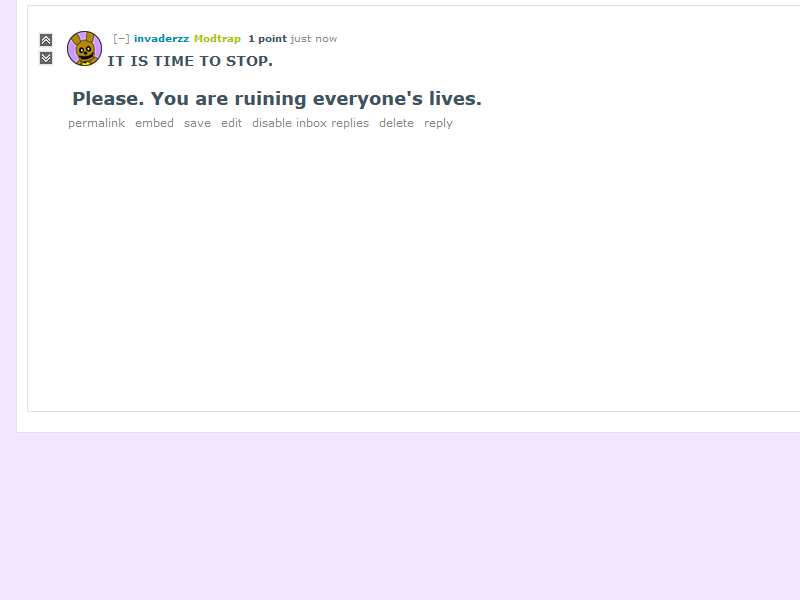 [–] invaderzz Modtrap 1 point just now
IT IS TIME TO STOP.
Please. You are ruining everyone's lives.
permalink embed save edit disable inbox replies delete reply